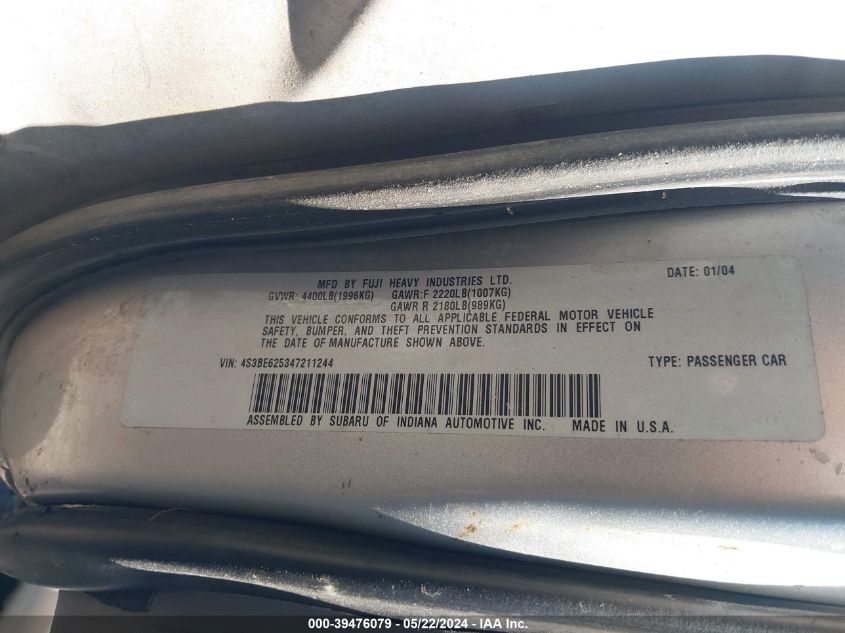 MFD BY FUJI HEAVY INDUSTRIES LTD. DATE: 01/04
GVWR: 4400LB(1996KG) GAWR:F 2220LB(1007KG)
GAWR R 2180LB(989KG)
THIS VEHICLE CONFORMS TO ALL APPLICABLE FEDERAL MOTOR VEHICLE
SAFETY, BUMPER, AND THEFT PREVENTION STANDARDS IN EFFECT ON
THE DATE OF MANUFACTURE SHOWN ABOVE.
VIN: 4S3BE625347211244 TYPE: PASSENGER CAR
ASSEMBLED BY SUBARU OF INDIANA AUTOMOTIVE INC. MADE IN U.S.A.
000-39476079 - 05/22/2024 - IAA Inc.